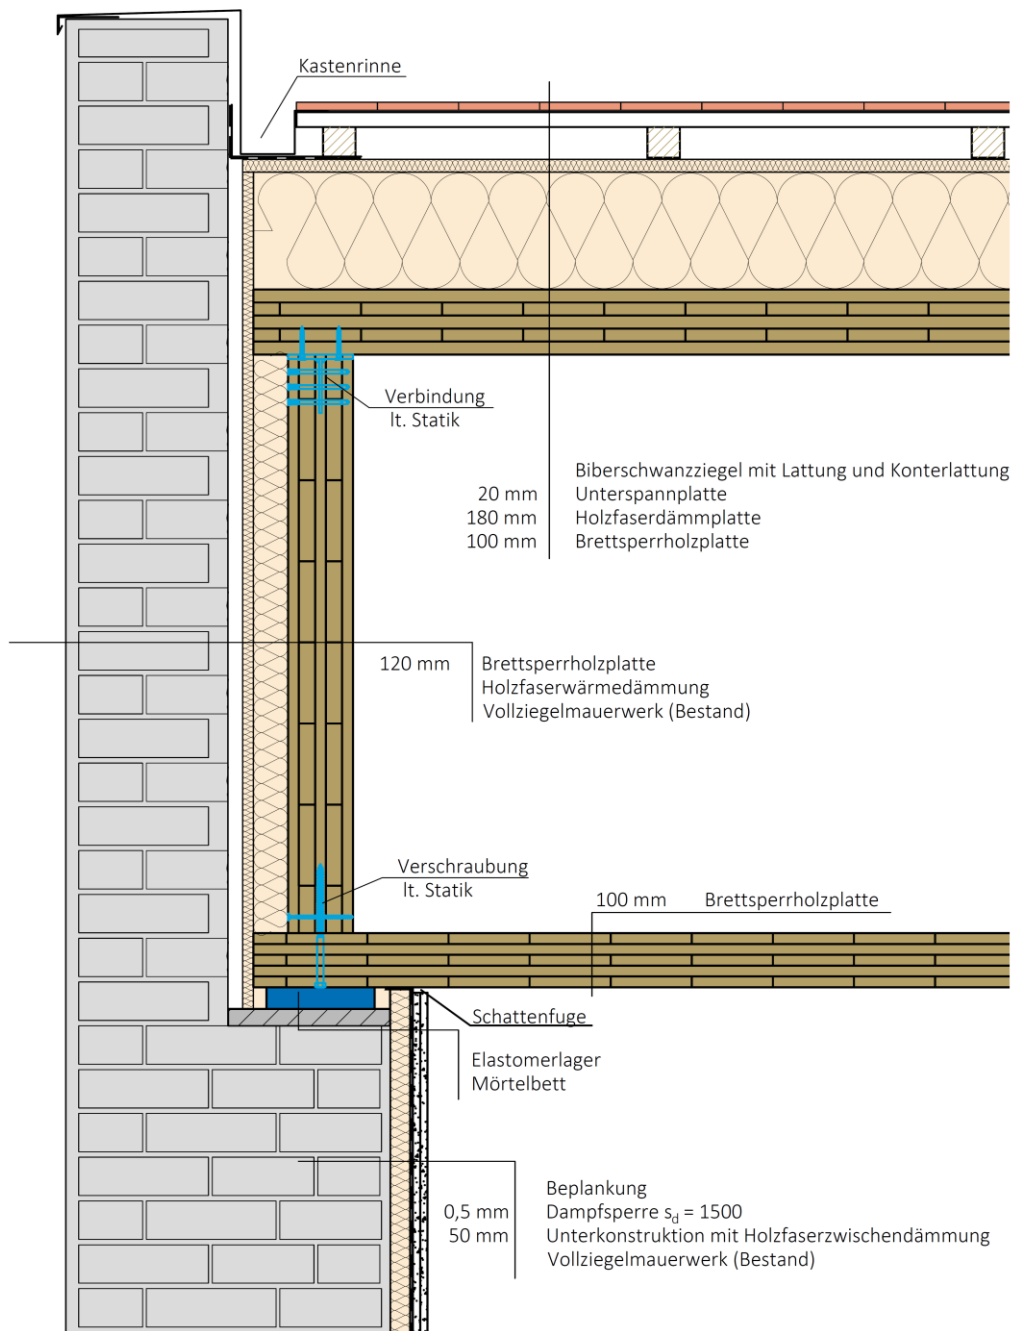 Kastenrinne
Verbindung
lt. Statik
Biberschwanzziegel mit Lattung und Konterlattung
20 mm Unterspannplatte
180 mm Holzfaserdämmplatte
100 mm Brettsperrholzplatte
120 mm Brettsperrholzplatte
Holzfaserwärmedämmung
Vollziegelmauerwerk (Bestand)
Verschraubung
lt. Statik
100 mm Brettsperrholzplatte
Schattenfuge
Elastomerlager
Mörtelbett
Beplankung
0,5 mm Dampfsperre s_d = 1500
50 mm Unterkonstruktion mit Holzfaserzwischendämmung
Vollziegelmauerwerk (Bestand)